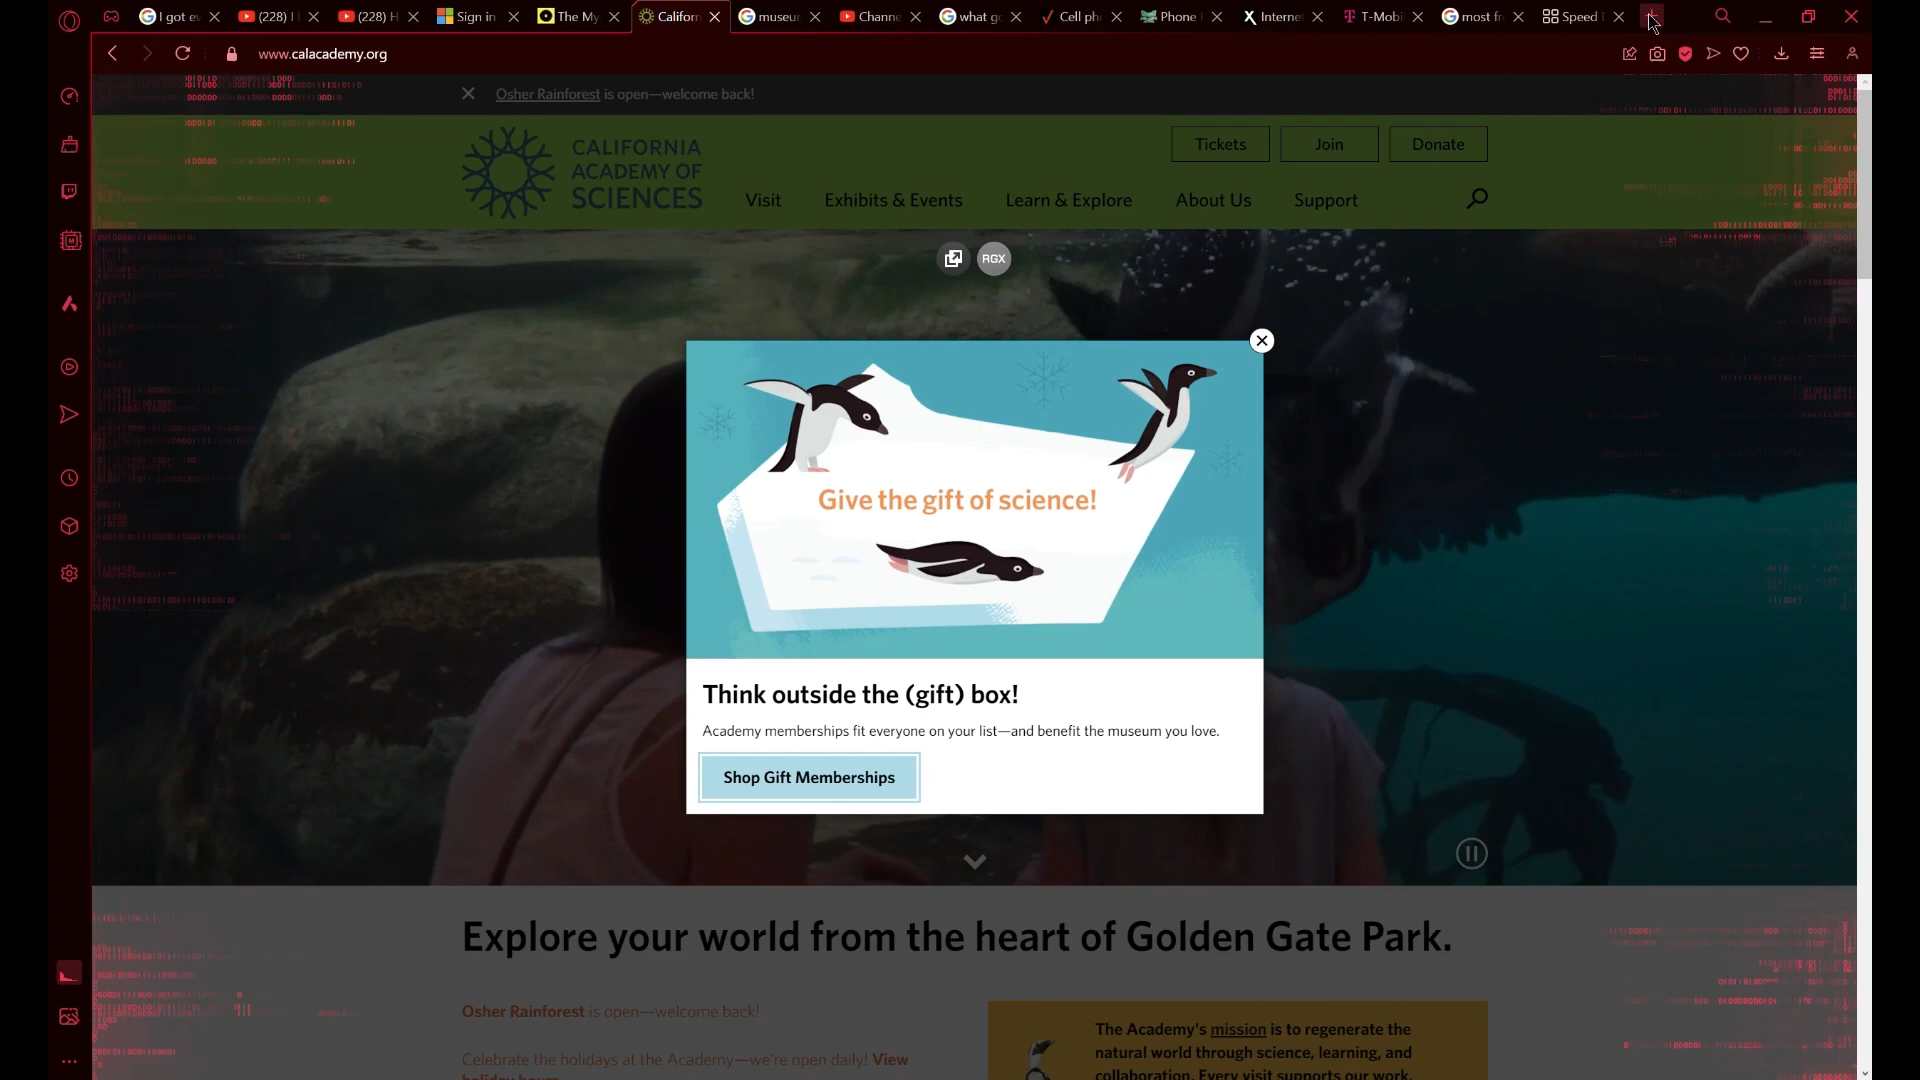 I got ev
(228) I
(228) H
Sign in
The My
Califor
museu
Channe
what go
Cell ph
Phone
Interne
T-Mobi
most fr
Speed
www.calacademy.org
Osher Rainforest is open—welcome back!
CALIFORNIA
ACADEMY OF
SCIENCES
Tickets
Join
Donate
Visit
Exhibits & Events
Learn & Explore
About Us
Support
RGX
Give the gift of science!
Think outside the (gift) box!
Academy memberships fit everyone on your list—and benefit the museum you love.
Shop Gift Memberships
Explore your world from the heart of Golden Gate Park.
Osher Rainforest is open—welcome back!
Celebrate the holidays at the Academy—we're open daily! View
holiday hours
The Academy's mission is to regenerate the
natural world through science, learning, and
collaboration. Every visit supports our work.